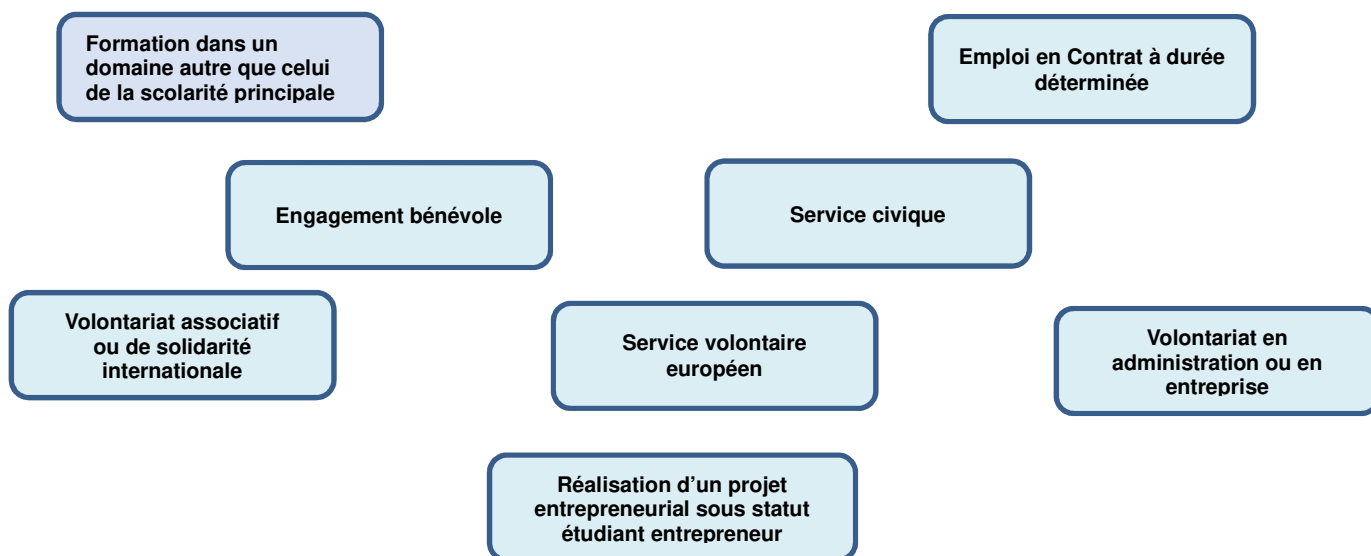 Formation dans un
domaine autre que celui
de la scolarité principale
Emploi en Contrat à durée
déterminée
Engagement bénévole
Service civique
Volontariat associatif
ou de solidarité
internationale
Service volontaire
européen
Volontariat en
administration ou en
entreprise
Réalisation d’un projet
entrepreneurial sous statut
étudiant entrepreneur